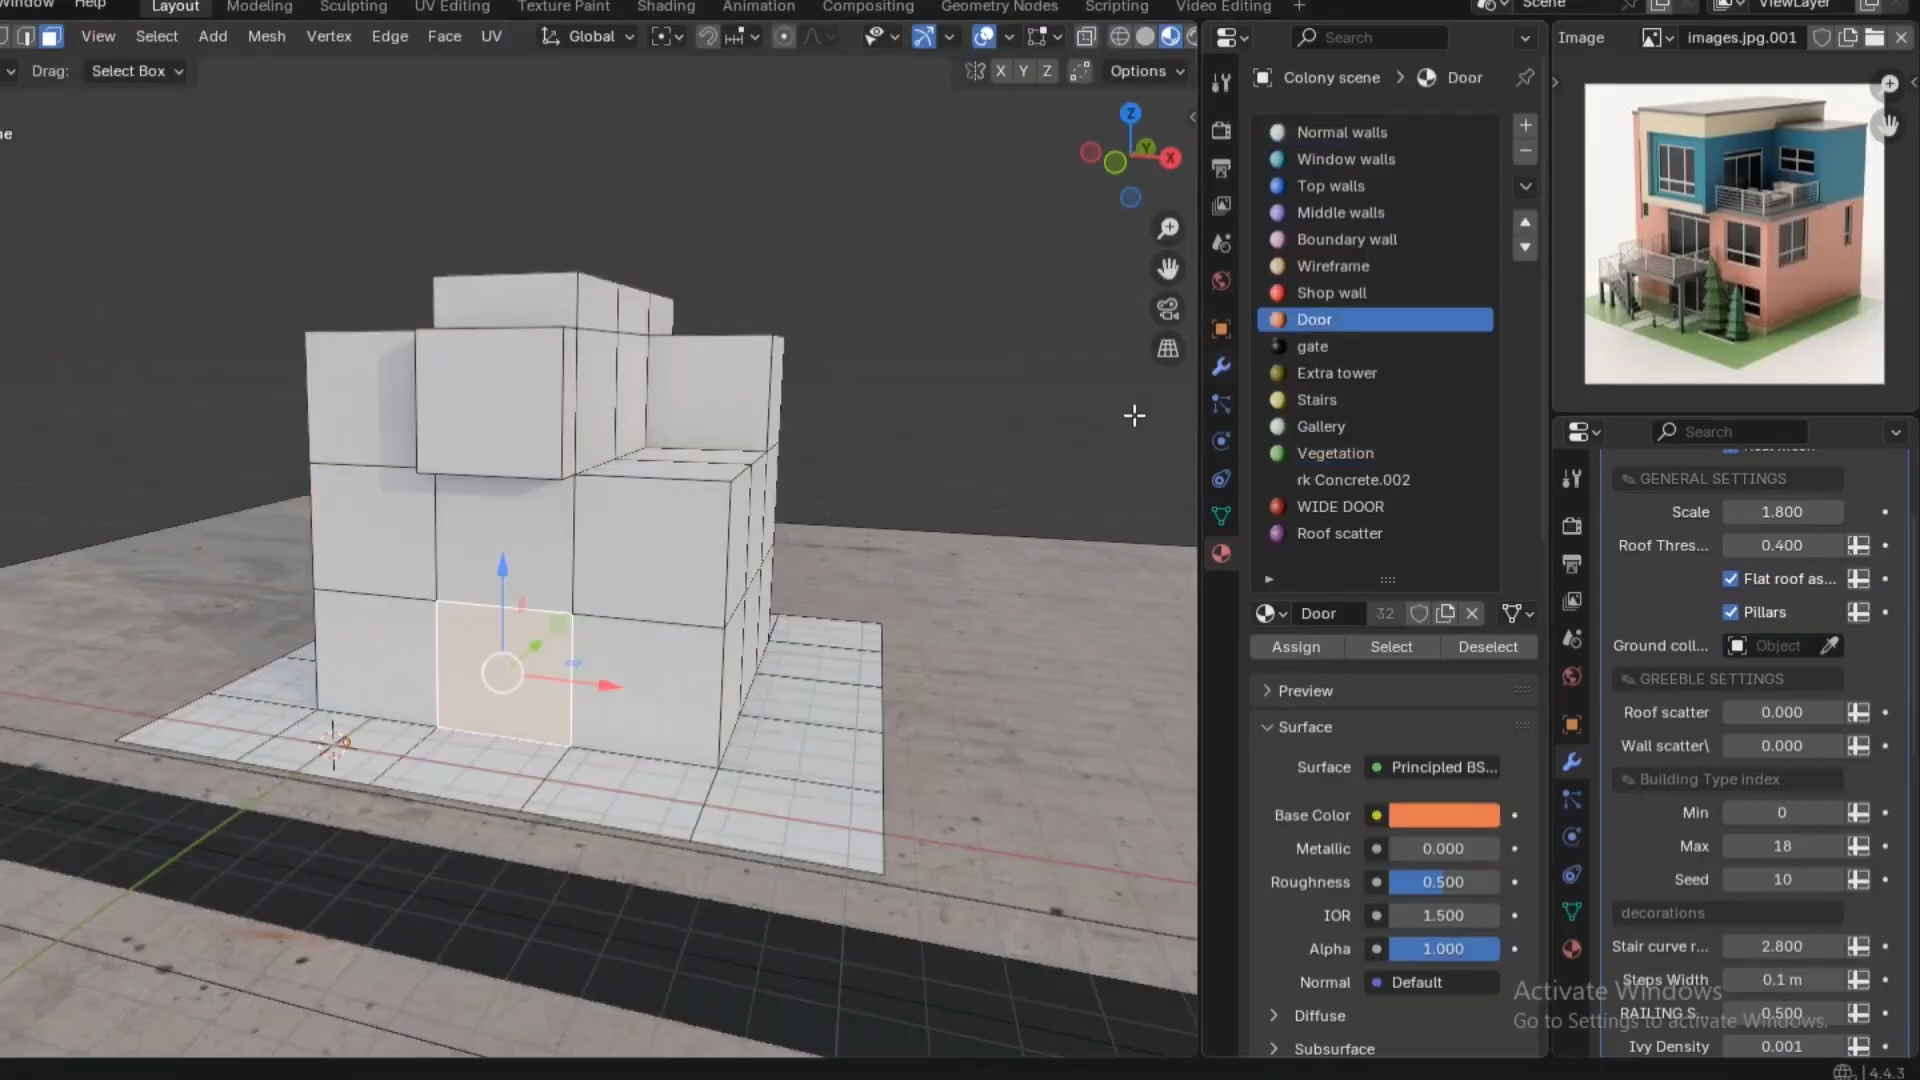 Window Help Layout Modeling Sculpting UV Editing Texture Paint Shading Animation Compositing Geometry Nodes Scripting Video Editing + Scene ViewLayer
View Select Add Mesh Vertex Edge Face UV Global Search Image images.jpg.001
Drag: Select Box X Y Z Options
Colony scene > Door
Z
Y
X
ne
Normal walls
Window walls
Top walls
Middle walls
Boundary wall
Wireframe
Shop wall
Door
gate
Extra tower
Stairs
Gallery
Vegetation
rk Concrete.002
WIDE DOOR
Roof scatter
Door 32
Assign Select Deselect
Preview
Surface
Surface Principled BS...
Base Color
Metallic 0.000
Roughness 0.500
IOR 1.500
Alpha 1.000
Normal Default
Diffuse
Subsurface
Search
GENERAL SETTINGS
Scale 1.800
Roof Thres... 0.400
Flat roof as...
Pillars
Ground coll... Object
GREEBLE SETTINGS
Roof scatter 0.000
Wall scatter\ 0.000
Building Type index
Min 0
Max 18
Seed 10
decorations
Stair curve r... 2.800
Steps Width 0.1 m
RAILING S... 0.500
Ivy Density 0.001
Activate Windows
Go to Settings to activate Windows.
4.4.3